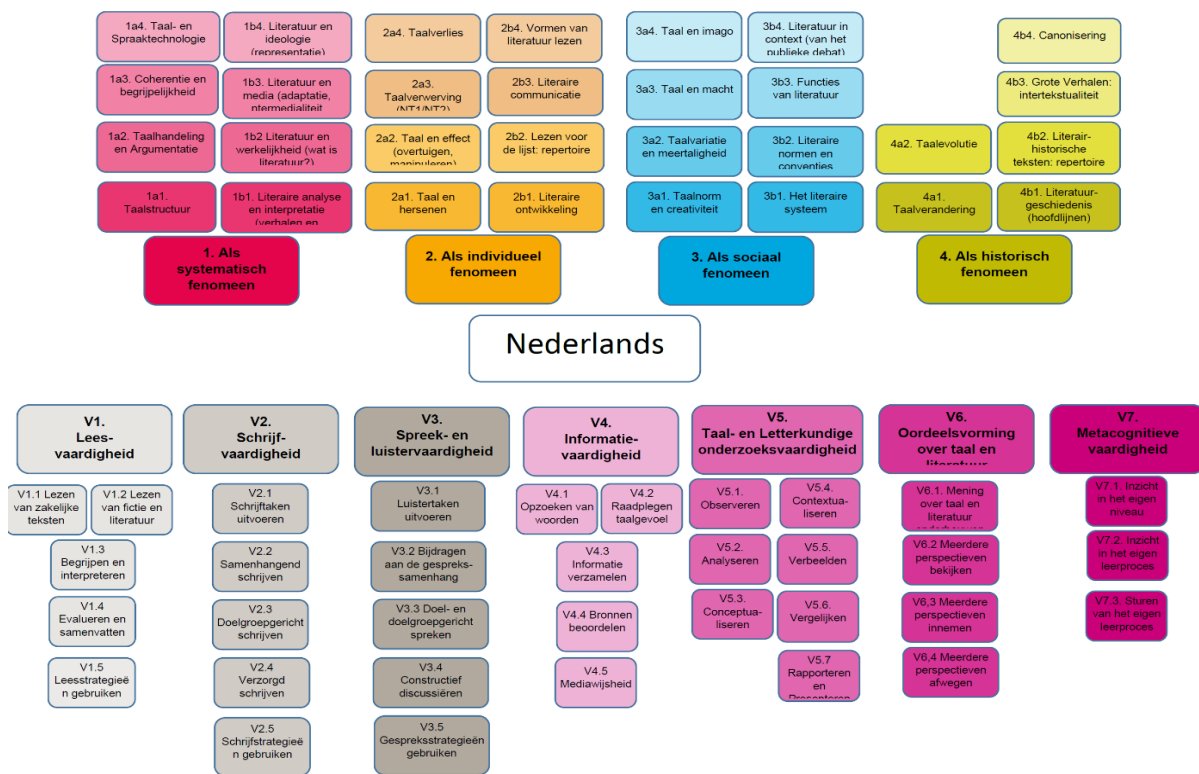 1a4. Taal- en
Spraaktechnologie
1b4. Literatuur en
ideologie
(representatie)
2a4. Taalverlies
2b4. Vormen van
literatuur lezen
3a4. Taal en imago
3b4. Literatuur in
context (van het
publieke debat)
4b4. Canonisering
1a3. Coherentie en
begrijpelijkheid
1b3. Literatuur en
media (adaptatie,
ntermedialiteit
2a3.
Taalverwerving
(NT1/NT2)
2b3. Literaire
communicatie
3a3. Taal en macht
3b3. Functies
van literatuur
4b3. Grote Verhalen:
intertekstualiteit
1a2. Taalhandeling
en Argumentatie
1b2 Literatuur en
werkelijkheid (wat is
literatuur?)
2a2. Taal en effect
(overtuigen,
manipuleren)
2b2. Lezen voor
de lijst: repertoire
3a2. Taalvariatie
en meertaligheid
3b2. Literaire
normen en
conventies
4a2. Taalevolutie
4b2. Literair-
historische
teksten: repertoire
1a1.
Taalstructuur
1b1. Literaire analyse
en interpretatie
(verhalen en
2a1. Taal en
hersenen
2b1. Literaire
ontwikkeling
3a1. Taalnorm
en creativiteit
3b1. Het literaire
systeem
4a1.
Taalverandering
4b1. Literatuur-
geschiedenis
(hoofdlijnen)
1. Als
systematisch
fenomeen
2. Als individueel
fenomeen
3. Als sociaal
fenomeen
4. Als historisch
fenomeen
Nederlands
V1.
Lees-
vaardigheid
V2.
Schrijf-
vaardigheid
V3.
Spreek- en
luistervaardigheid
V4.
Informatie-
vaardigheid
V5.
Taal- en Letterkundige
onderzoeksvaardigheid
V6.
Oordeelsvorming
over taal en
literatuur
V7.
Metacognitieve
vaardigheid
V1.1 Lezen
van zakelijke
teksten
V1.2 Lezen
van fictie en
literatuur
V1.3
Begrijpen en
interpreteren
V1.4
Evalueren en
samenvatten
V1.5
Leesstrategieë
n gebruiken
V2.1
Schrijftaken
uitvoeren
V2.2
Samenhangend
schrijven
V2.3
Doelgroepgericht
schrijven
V2.4
Verzorgd
schrijven
V2.5
Schrijfstrategieë
n gebruiken
V3.1
Luistertaken
uitvoeren
V3.2 Bijdragen
aan de gespreks-
samenhang
V3.3 Doel- en
doelgroepgericht
spreken
V3.4
Constructief
discussiëren
V3.5
Gespreksstrategieën
gebruiken
V4.1
Opzoeken van
woorden
V4.2
Raadplegen
taalgevoel
V4.3
Informatie
verzamelen
V4.4 Bronnen
beoordelen
V4.5
Mediawijsheid
V5.1.
Observeren
V5.4.
Contextua-
liseren
V5.2.
Analyseren
V5.5.
Verbeelden
V5.3.
Conceptua-
liseren
V5.6.
Vergelijken
V5.7
Rapporteren
en
Presenteren
V6.1. Mening
over taal en
literatuur
onderbouwen
V6.2 Meerdere
perspectieven
bekijken
V6,3 Meerdere
perspectieven
innemen
V6,4 Meerdere
perspectieven
afwegen
V7.1. Inzicht
in het eigen
niveau
V7.2. Inzicht
in het eigen
leerproces
V7.3. Sturen
van het eigen
leerproces